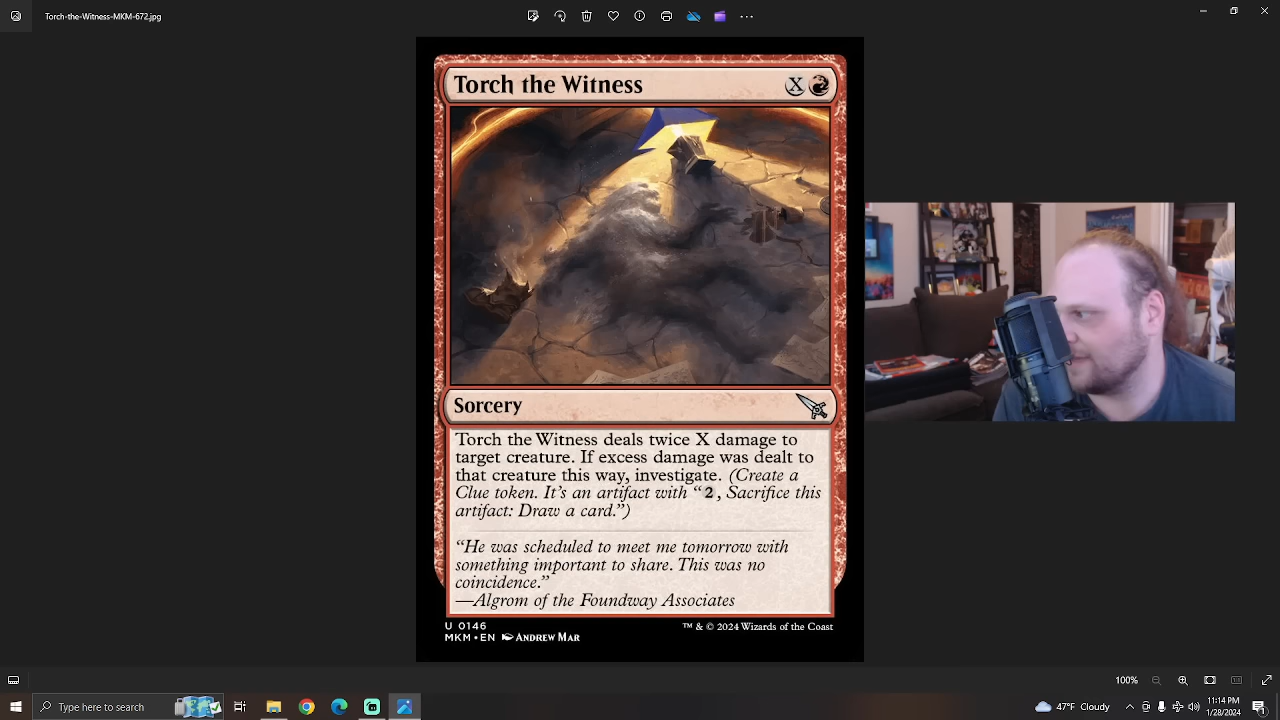 Torch-the-Witness-MKM-672.jpg
Torch the Witness X
Sorcery
Torch the Witness deals twice X damage to
target creature. If excess damage was dealt to
that creature this way, investigate. (Create a
Clue token. It's an artifact with “2, Sacrifice this
artifact: Draw a card.”)
“He was scheduled to meet me tomorrow with
something important to share. This was no
coincidence.”
—Algrom of the Foundway Associates
U 0146
MKM • EN Andrew Mar
™ & © 2024 Wizards of the Coast
100%
Type here to search
47°F Cloudy
11:14 PM
1/28/2024